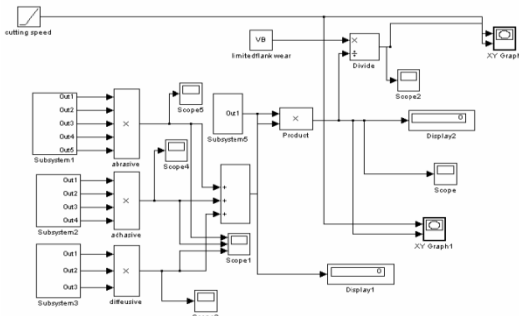 cutting speed
VB
limitedflank wear
×
÷
Divide
XY Graph
Scope2
Out1
Out2
Out3
Out4
Out5
Subsystem1
×
abrasive
Scope5
Out1
Subsystem5
×
Product
0
Display2
Scope4
Out1
Out2
Out3
Out4
Subsystem2
×
adhasive
+
+
+
Scope
Scope1
XY Graph1
Out1
Out2
Out3
Subsystem3
×
diffeusive
0
Display1